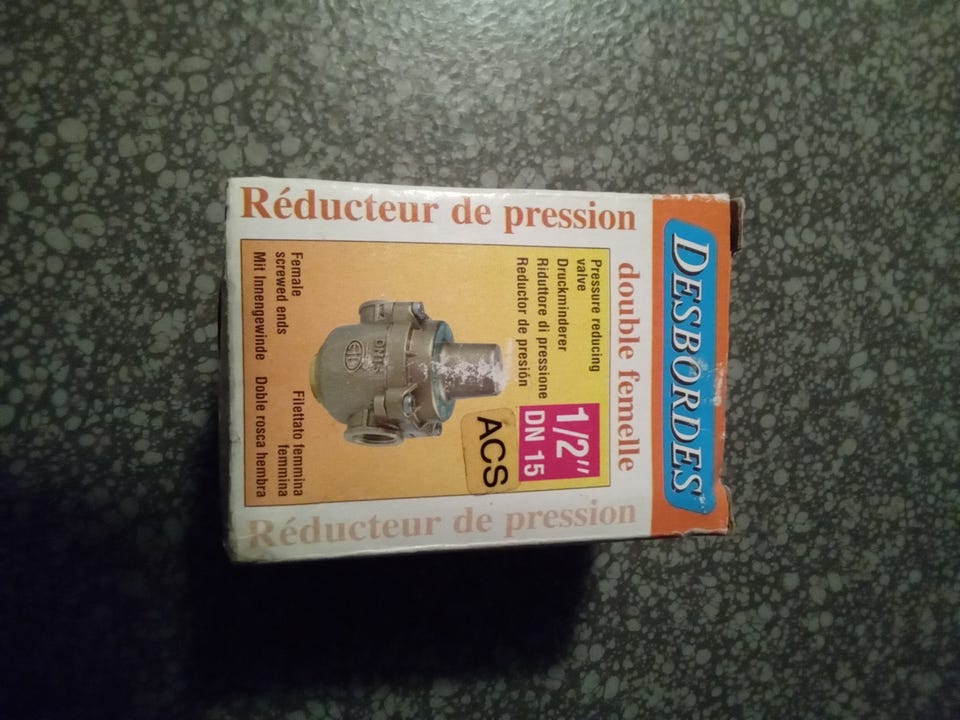 DESBORDES
double femelle
Réducteur de pression
Pressure reducing
valve
Druckminderer
Riduttore di pressione
Reductor de presión
1/2"
DN 15
ACS
DN15
Female
screwed ends
Mit Innengewinde
Filettato femmina
femmina
Doble rosca hembra
Réducteur de pression